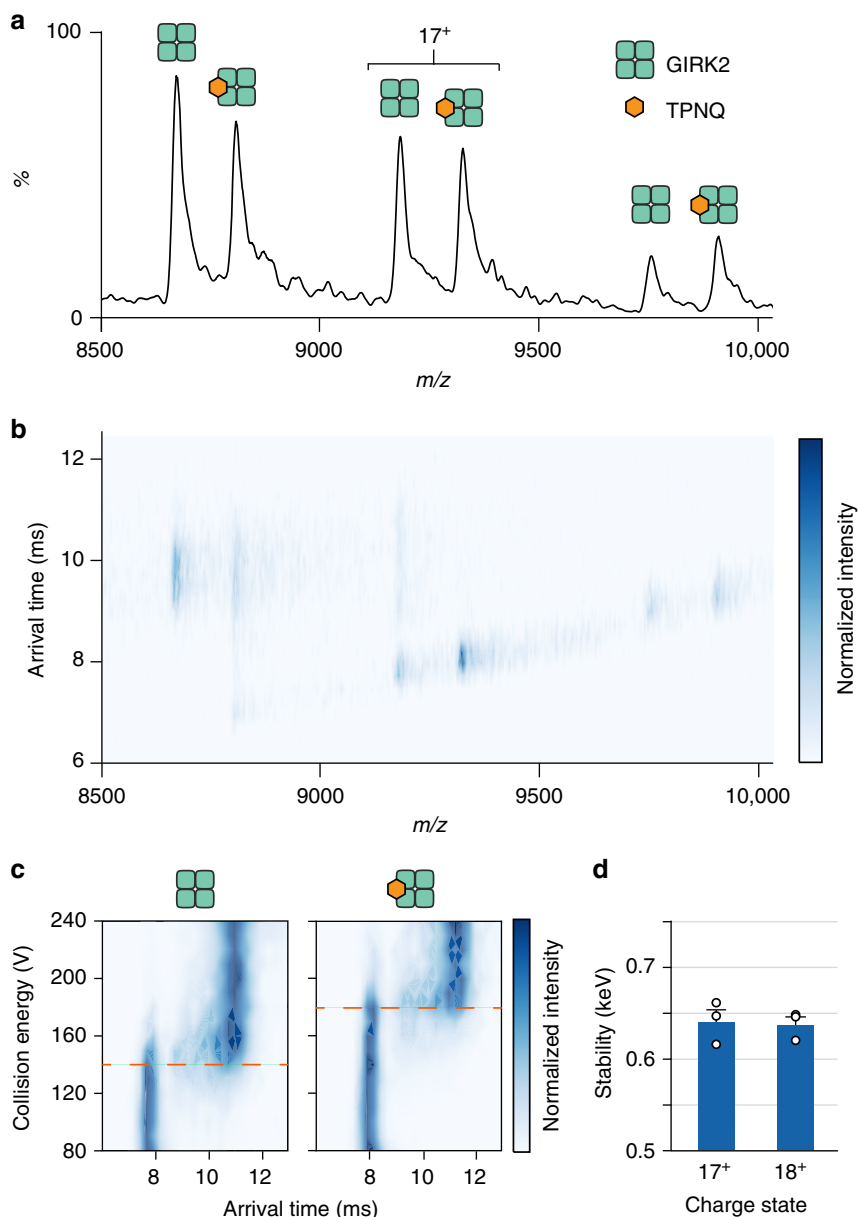 a
100
17⁺
GIRK2
TPNQ
%
0
8500
9000
9500
10,000
m/z
b
12
10
8
6
Arrival time (ms)
Normalized intensity
8500
9000
9500
10,000
m/z
c
240
200
160
120
80
Collision energy (V)
8
10
12
8
10
12
Arrival time (ms)
Normalized intensity
d
0.7
0.6
0.5
Stability (keV)
17⁺
18⁺
Charge state